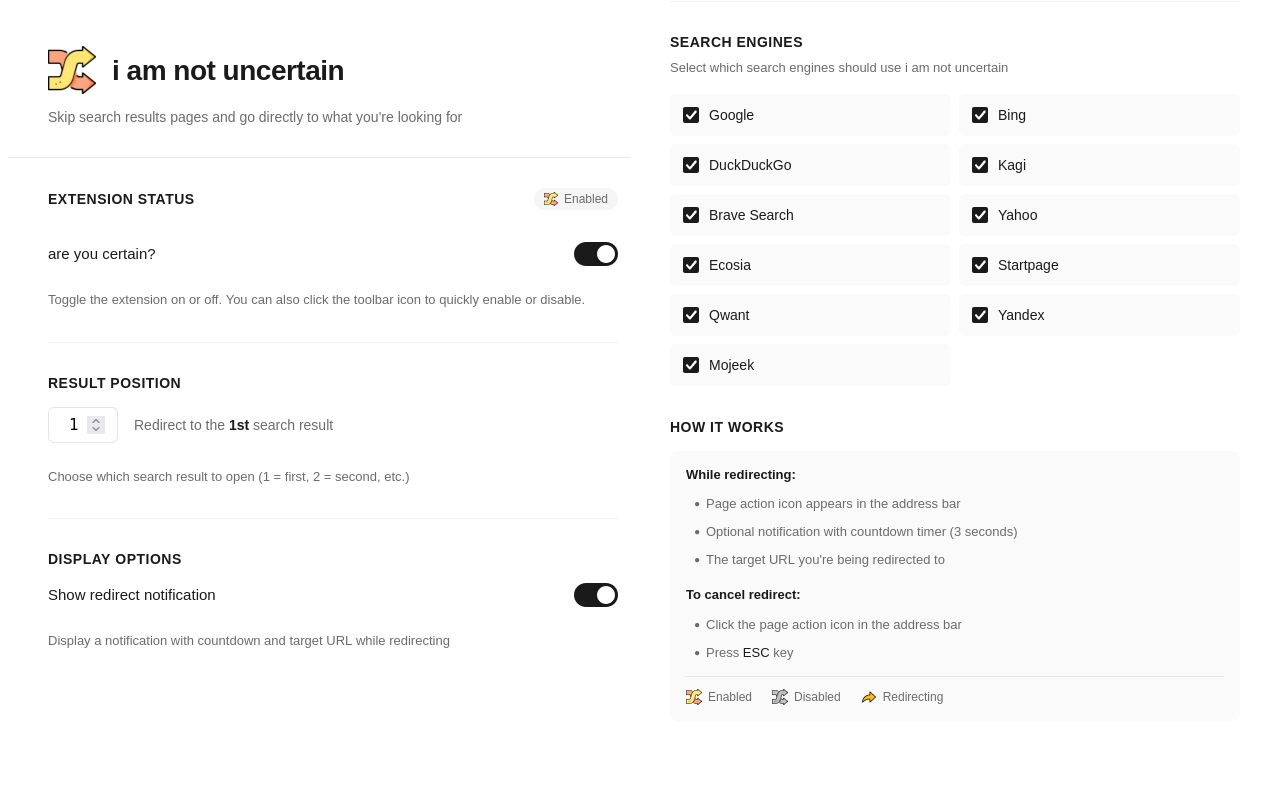 i am not uncertain
Skip search results pages and go directly to what you're looking for
EXTENSION STATUS
Enabled
are you certain?
Toggle the extension on or off. You can also click the toolbar icon to quickly enable or disable.
RESULT POSITION
1
Redirect to the 1st search result
Choose which search result to open (1 = first, 2 = second, etc.)
DISPLAY OPTIONS
Show redirect notification
Display a notification with countdown and target URL while redirecting
SEARCH ENGINES
Select which search engines should use i am not uncertain
Google
Bing
DuckDuckGo
Kagi
Brave Search
Yahoo
Ecosia
Startpage
Qwant
Yandex
Mojeek
HOW IT WORKS
While redirecting:
• Page action icon appears in the address bar
• Optional notification with countdown timer (3 seconds)
• The target URL you're being redirected to
To cancel redirect:
• Click the page action icon in the address bar
• Press ESC key
Enabled
Disabled
Redirecting